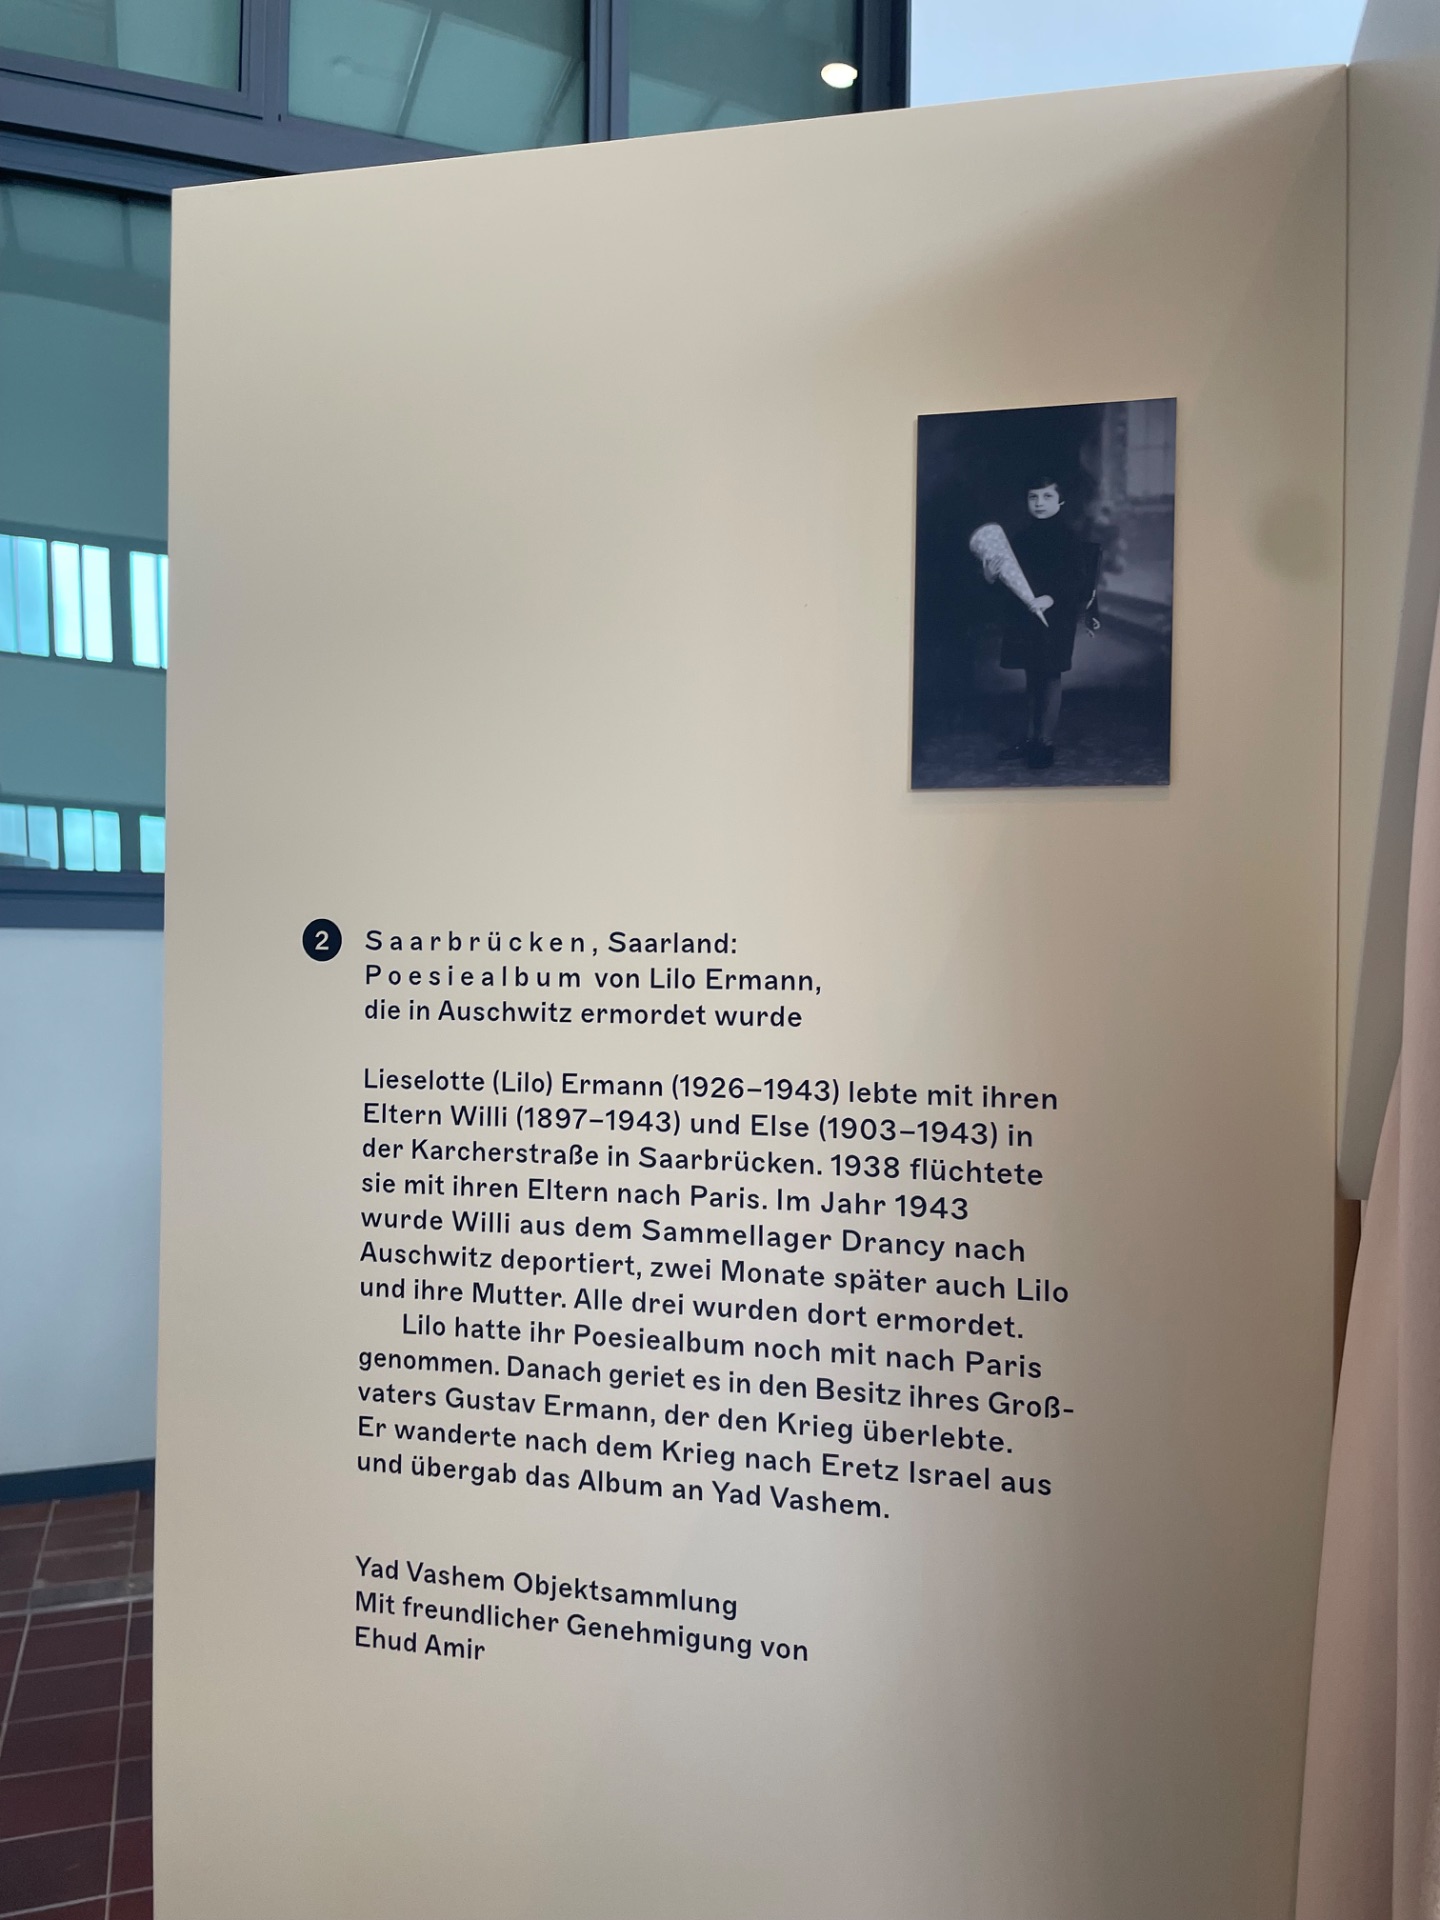 2
Saarbrücken, Saarland:
Poesiealbum von Lilo Ermann,
die in Auschwitz ermordet wurde
Lieselotte (Lilo) Ermann (1926–1943) lebte mit ihren
Eltern Willi (1897–1943) und Else (1903–1943) in
der Karcherstraße in Saarbrücken. 1938 flüchtete
sie mit ihren Eltern nach Paris. Im Jahr 1943
wurde Willi aus dem Sammellager Drancy nach
Auschwitz deportiert, zwei Monate später auch Lilo
und ihre Mutter. Alle drei wurden dort ermordet.
Lilo hatte ihr Poesiealbum noch mit nach Paris
genommen. Danach geriet es in den Besitz ihres Groß-
vaters Gustav Ermann, der den Krieg überlebte.
Er wanderte nach dem Krieg nach Eretz Israel aus
und übergab das Album an Yad Vashem.
Yad Vashem Objektsammlung
Mit freundlicher Genehmigung von
Ehud Amir